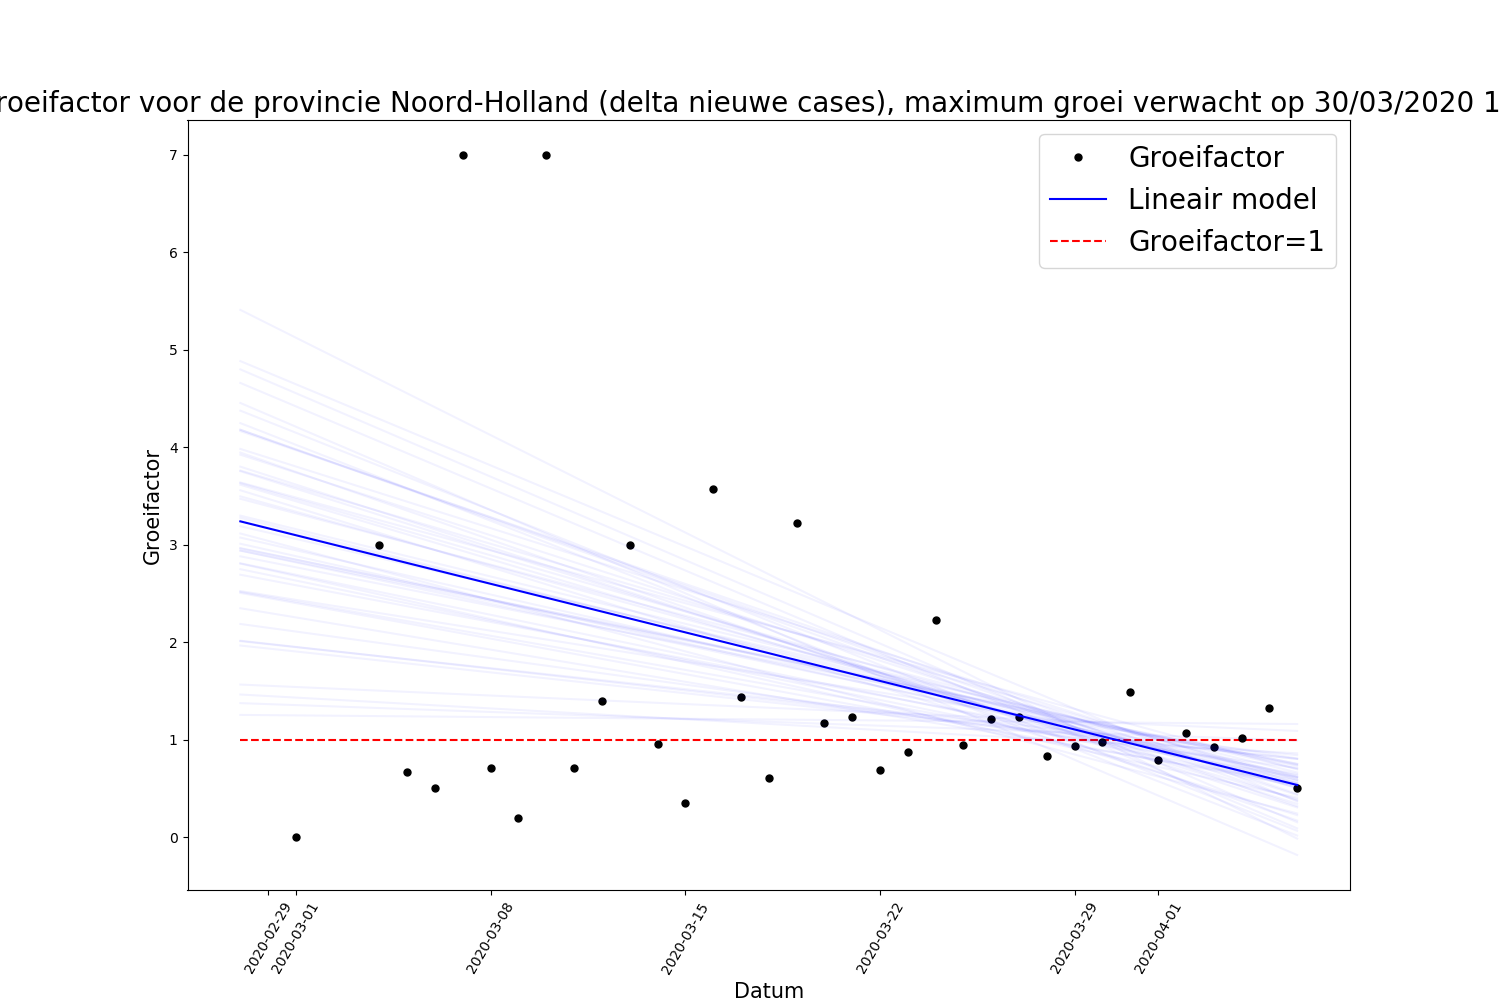 roeifactor voor de provincie Noord-Holland (delta nieuwe cases), maximum groei verwacht op 30/03/2020 1
Groeifactor
Lineair model
Groeifactor=1
7
6
5
4
3
2
1
0
Groeifactor
2020-02-29
2020-03-01
2020-03-08
2020-03-15
2020-03-22
2020-03-29
2020-04-01
Datum